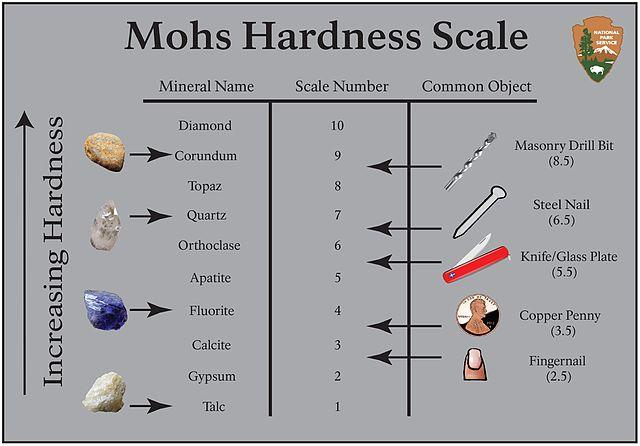 Mohs Hardness Scale
NATIONAL
PARK
SERVICE
Increasing Hardness
Mineral Name Scale Number Common Object
Diamond 10
Corundum 9
Masonry Drill Bit
(8.5)
Topaz 8
Quartz 7
Steel Nail
(6.5)
Orthoclase 6
Knife/Glass Plate
(5.5)
Apatite 5
Fluorite 4
Copper Penny
(3.5)
Calcite 3
Fingernail
(2.5)
Gypsum 2
Talc 1